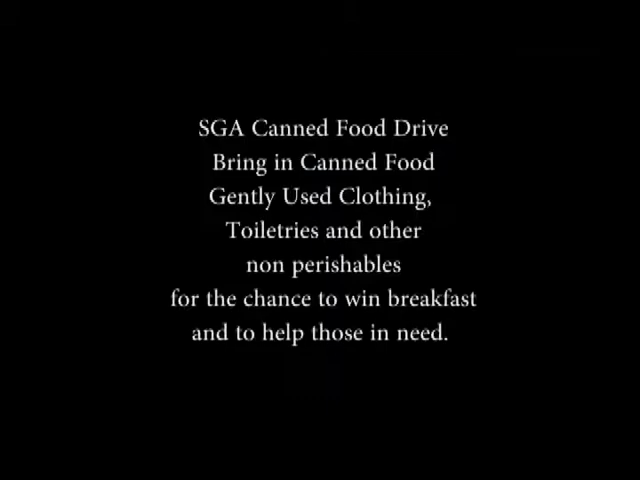 SGA Canned Food Drive
Bring in Canned Food
Gently Used Clothing,
Toiletries and other
non perishables
for the chance to win breakfast
and to help those in need.